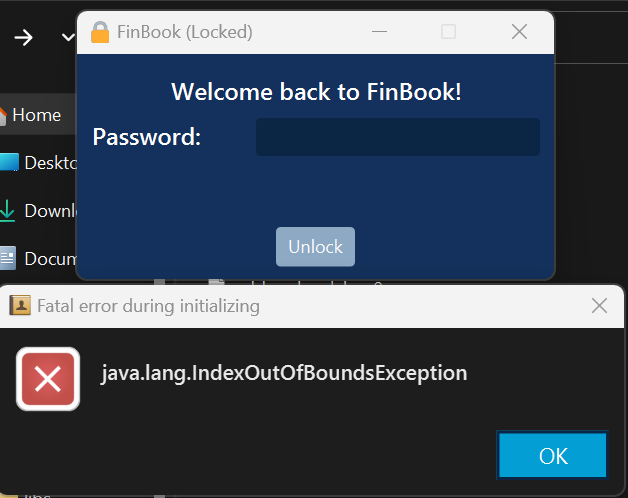 FinBook (Locked)
Welcome back to FinBook!
Home
Password:
Deskto
Downl
Unlock
Docum
Fatal error during initializing
java.lang.IndexOutOfBoundsException
OK
libs